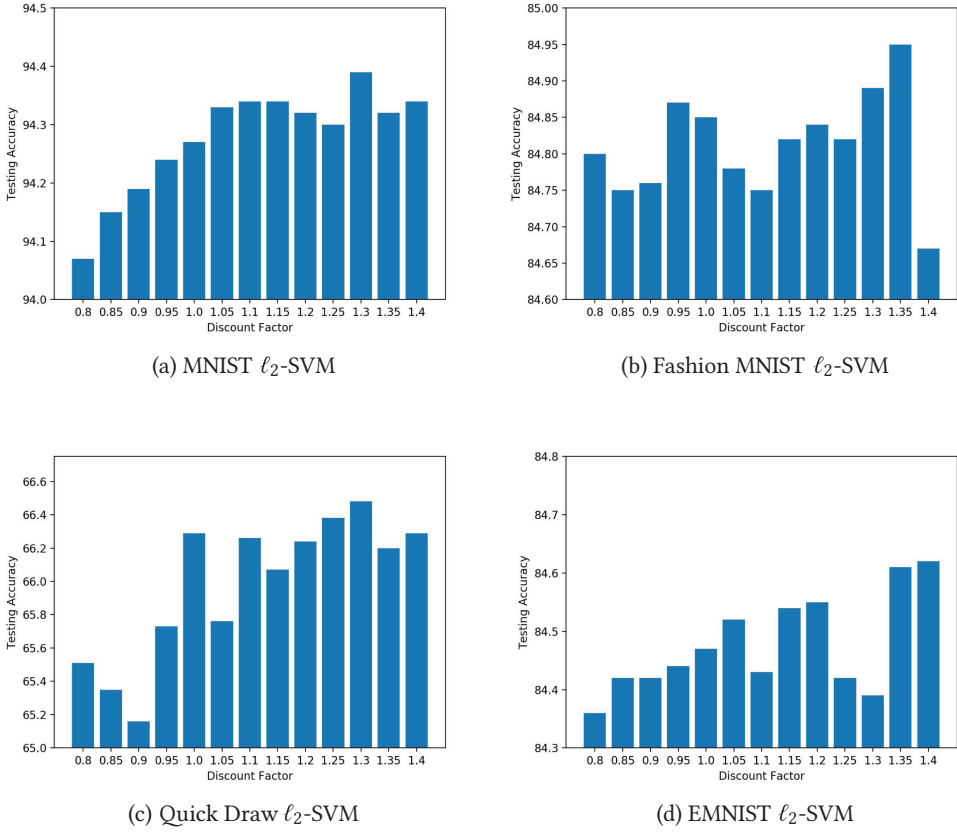 94.5
94.4
94.3
94.2
94.1
94.0
Testing Accuracy
0.8 0.85 0.9 0.95 1.0 1.05 1.1 1.15 1.2 1.25 1.3 1.35 1.4
Discount Factor
(a) MNIST ℓ₂-SVM
85.00
84.95
84.90
84.85
84.80
84.75
84.70
84.65
84.60
Testing Accuracy
0.8 0.85 0.9 0.95 1.0 1.05 1.1 1.15 1.2 1.25 1.3 1.35 1.4
Discount Factor
(b) Fashion MNIST ℓ₂-SVM
66.6
66.4
66.2
66.0
65.8
65.6
65.4
65.2
65.0
Testing Accuracy
0.8 0.85 0.9 0.95 1.0 1.05 1.1 1.15 1.2 1.25 1.3 1.35 1.4
Discount Factor
(c) Quick Draw ℓ₂-SVM
84.8
84.7
84.6
84.5
84.4
84.3
Testing Accuracy
0.8 0.85 0.9 0.95 1.0 1.05 1.1 1.15 1.2 1.25 1.3 1.35 1.4
Discount Factor
(d) EMNIST ℓ₂-SVM